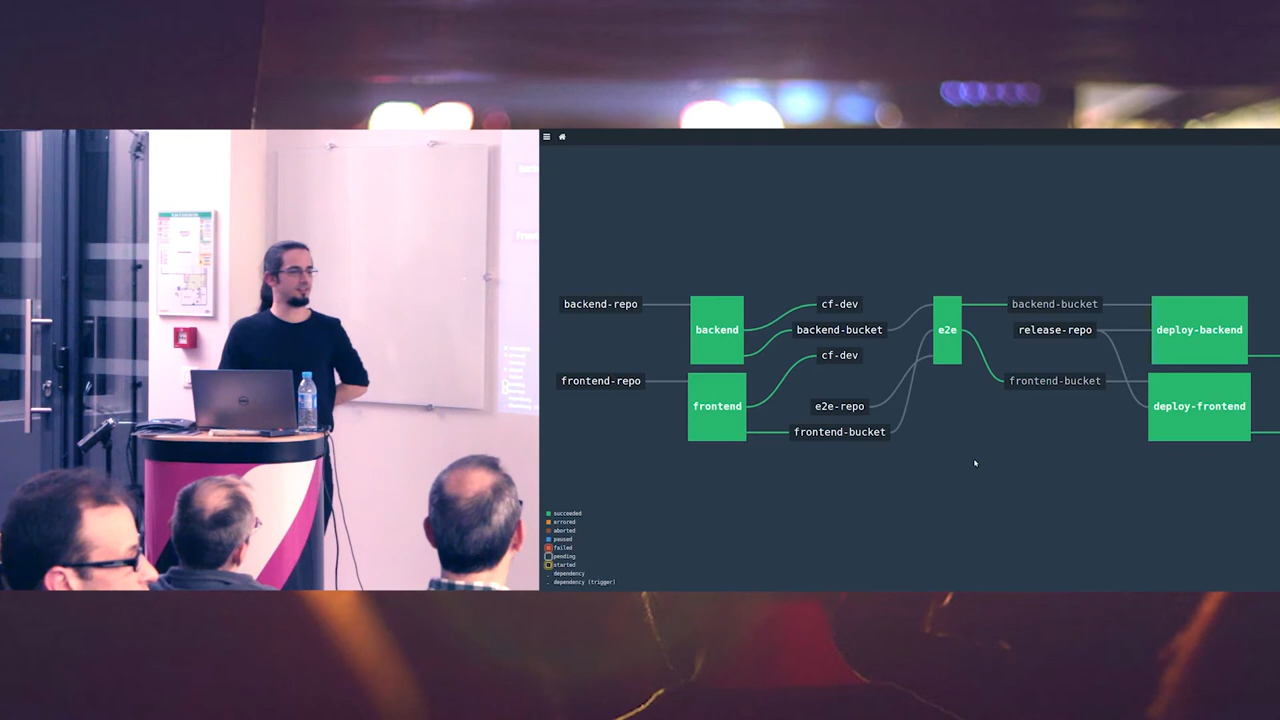 backend-repo
cf-dev
backend-bucket
backend
backend-bucket
e2e
release-repo
deploy-backend
cf-dev
frontend-repo
frontend-bucket
frontend
e2e-repo
deploy-frontend
frontend-bucket
succeeded
errored
aborted
paused
failed
pending
started
dependency
dependency (trigger)
DELL